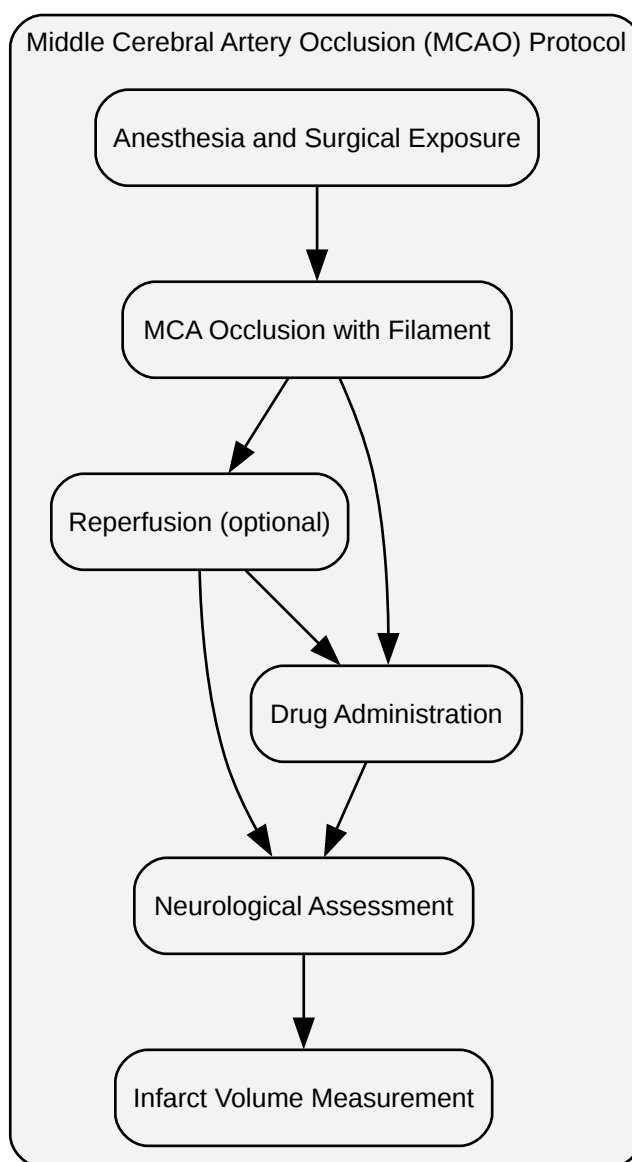 Middle Cerebral Artery Occlusion (MCAO) Protocol
Anesthesia and Surgical Exposure
MCA Occlusion with Filament
Reperfusion (optional)
Drug Administration
Neurological Assessment
Infarct Volume Measurement